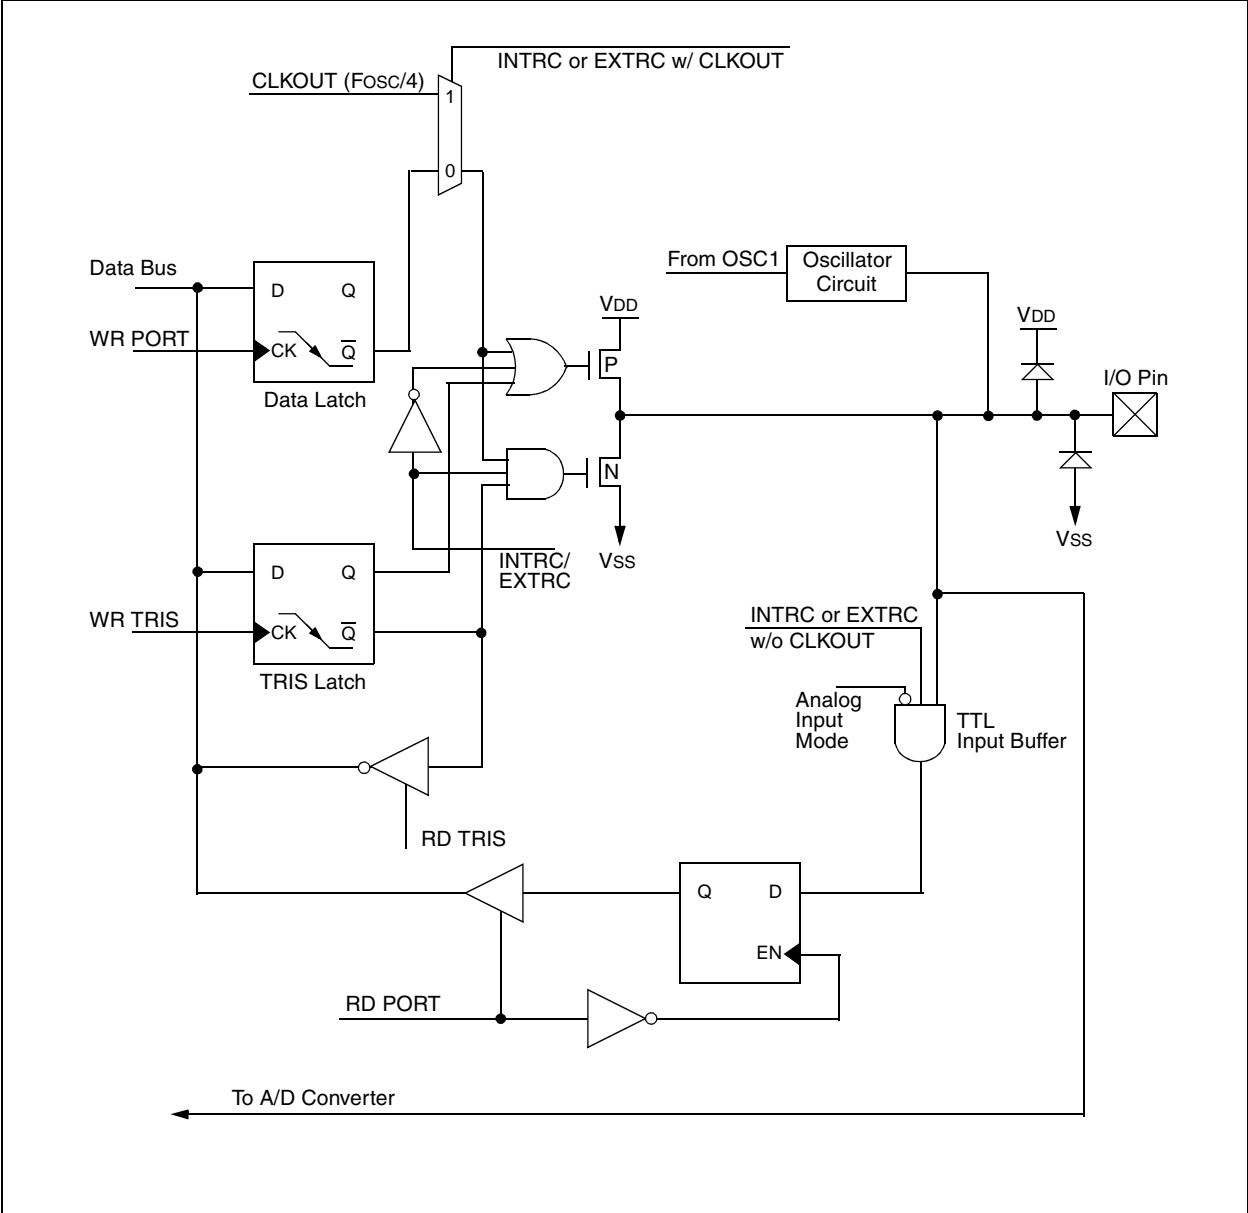 INTRC or EXTRC w/ CLKOUT
CLKOUT (FOSC/4)
1
0
Data Bus
D Q
WR PORT
CK Q̅
Data Latch
From OSC1
Oscillator
Circuit
VDD
P
VDD
I/O Pin
N
VSS
VSS
INTRC/
EXTRC
D Q
WR TRIS
CK Q̅
TRIS Latch
INTRC or EXTRC
w/o CLKOUT
Analog
Input
Mode
TTL
Input Buffer
RD TRIS
Q D
EN
RD PORT
To A/D Converter